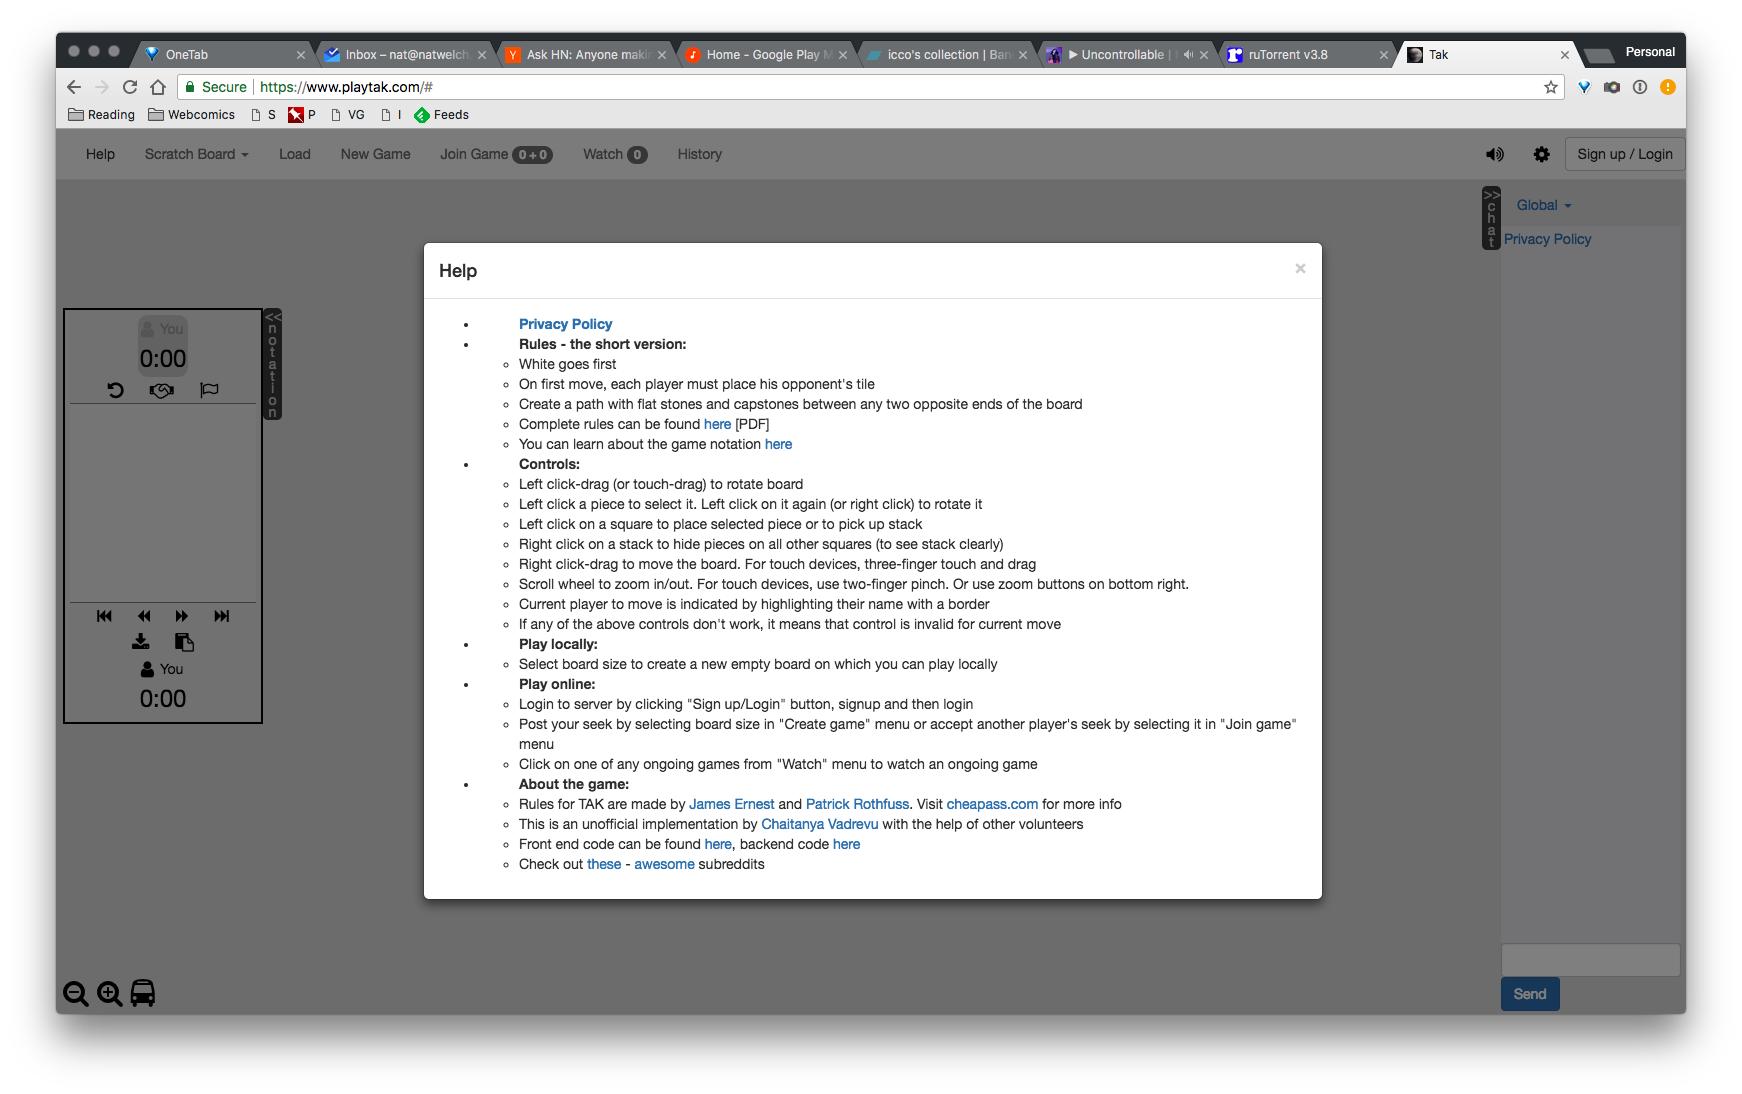 OneTab
Inbox – nat@natwelch.
Ask HN: Anyone makin
Home - Google Play M
icco's collection | Ban
Uncontrollable |
ruTorrent v3.8
Tak
Personal
Secure
https://www.playtak.com/#
Reading
Webcomics
S
P
VG
I
Feeds
Help
Scratch Board
Load
New Game
Join Game 0+0
Watch 0
History
Sign up / Login
>> chat
Global
Privacy Policy
You
0:00
<< notation
You
0:00
Help
×
Privacy Policy
Rules - the short version:
White goes first
On first move, each player must place his opponent's tile
Create a path with flat stones and capstones between any two opposite ends of the board
Complete rules can be found here [PDF]
You can learn about the game notation here
Controls:
Left click-drag (or touch-drag) to rotate board
Left click a piece to select it. Left click on it again (or right click) to rotate it
Left click on a square to place selected piece or to pick up stack
Right click on a stack to hide pieces on all other squares (to see stack clearly)
Right click-drag to move the board. For touch devices, three-finger touch and drag
Scroll wheel to zoom in/out. For touch devices, use two-finger pinch. Or use zoom buttons on bottom right.
Current player to move is indicated by highlighting their name with a border
If any of the above controls don't work, it means that control is invalid for current move
Play locally:
Select board size to create a new empty board on which you can play locally
Play online:
Login to server by clicking "Sign up/Login" button, signup and then login
Post your seek by selecting board size in "Create game" menu or accept another player's seek by selecting it in "Join game"
menu
Click on one of any ongoing games from "Watch" menu to watch an ongoing game
About the game:
Rules for TAK are made by James Ernest and Patrick Rothfuss. Visit cheapass.com for more info
This is an unofficial implementation by Chaitanya Vadrevu with the help of other volunteers
Front end code can be found here, backend code here
Check out these - awesome subreddits
Send